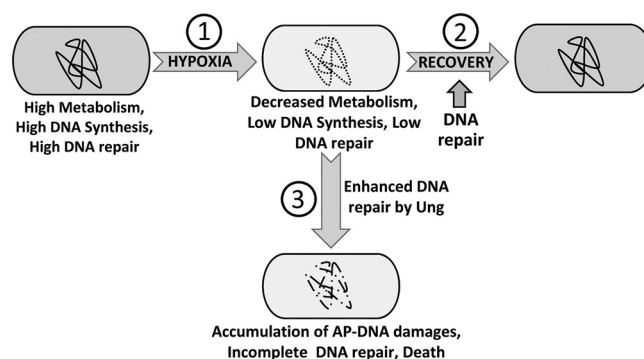 1
2
HYPOXIA
RECOVERY
High Metabolism,
High DNA Synthesis,
High DNA repair
Decreased Metabolism,
Low DNA Synthesis, Low
DNA repair
DNA
repair
3
Enhanced DNA
repair by Ung
Accumulation of AP-DNA damages,
Incomplete DNA repair, Death